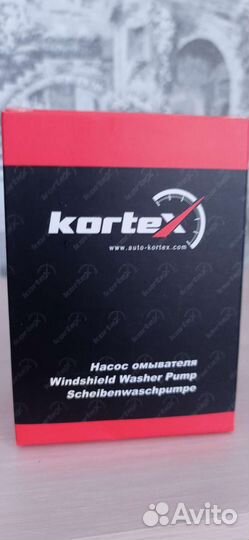 kortex
www.auto-kortex.com
Насос омывателя
Windshield Washer Pump
Scheibenwaschpumpe
Avito